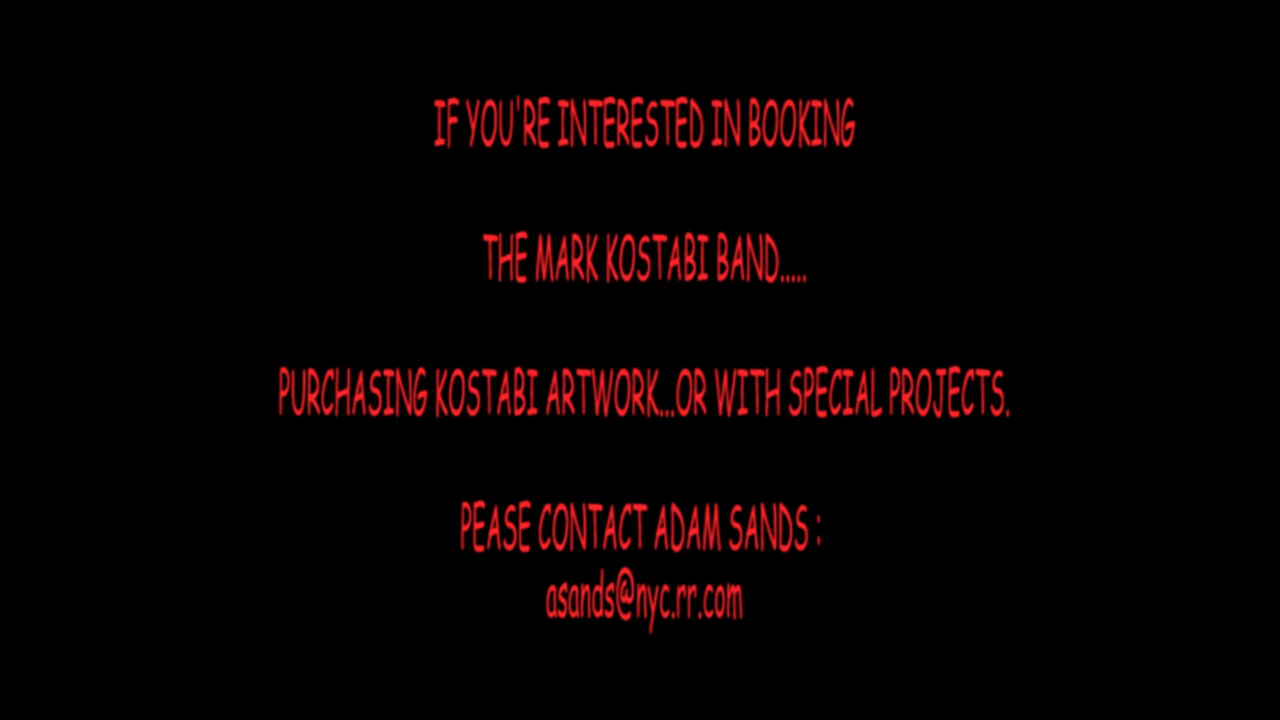 IF YOU'RE INTERESTED IN BOOKING
THE MARK KOSTABI BAND.....
PURCHASING KOSTABI ARTWORK...OR WITH SPECIAL PROJECTS.
PEASE CONTACT ADAM SANDS :
asands@nyc.rr.com